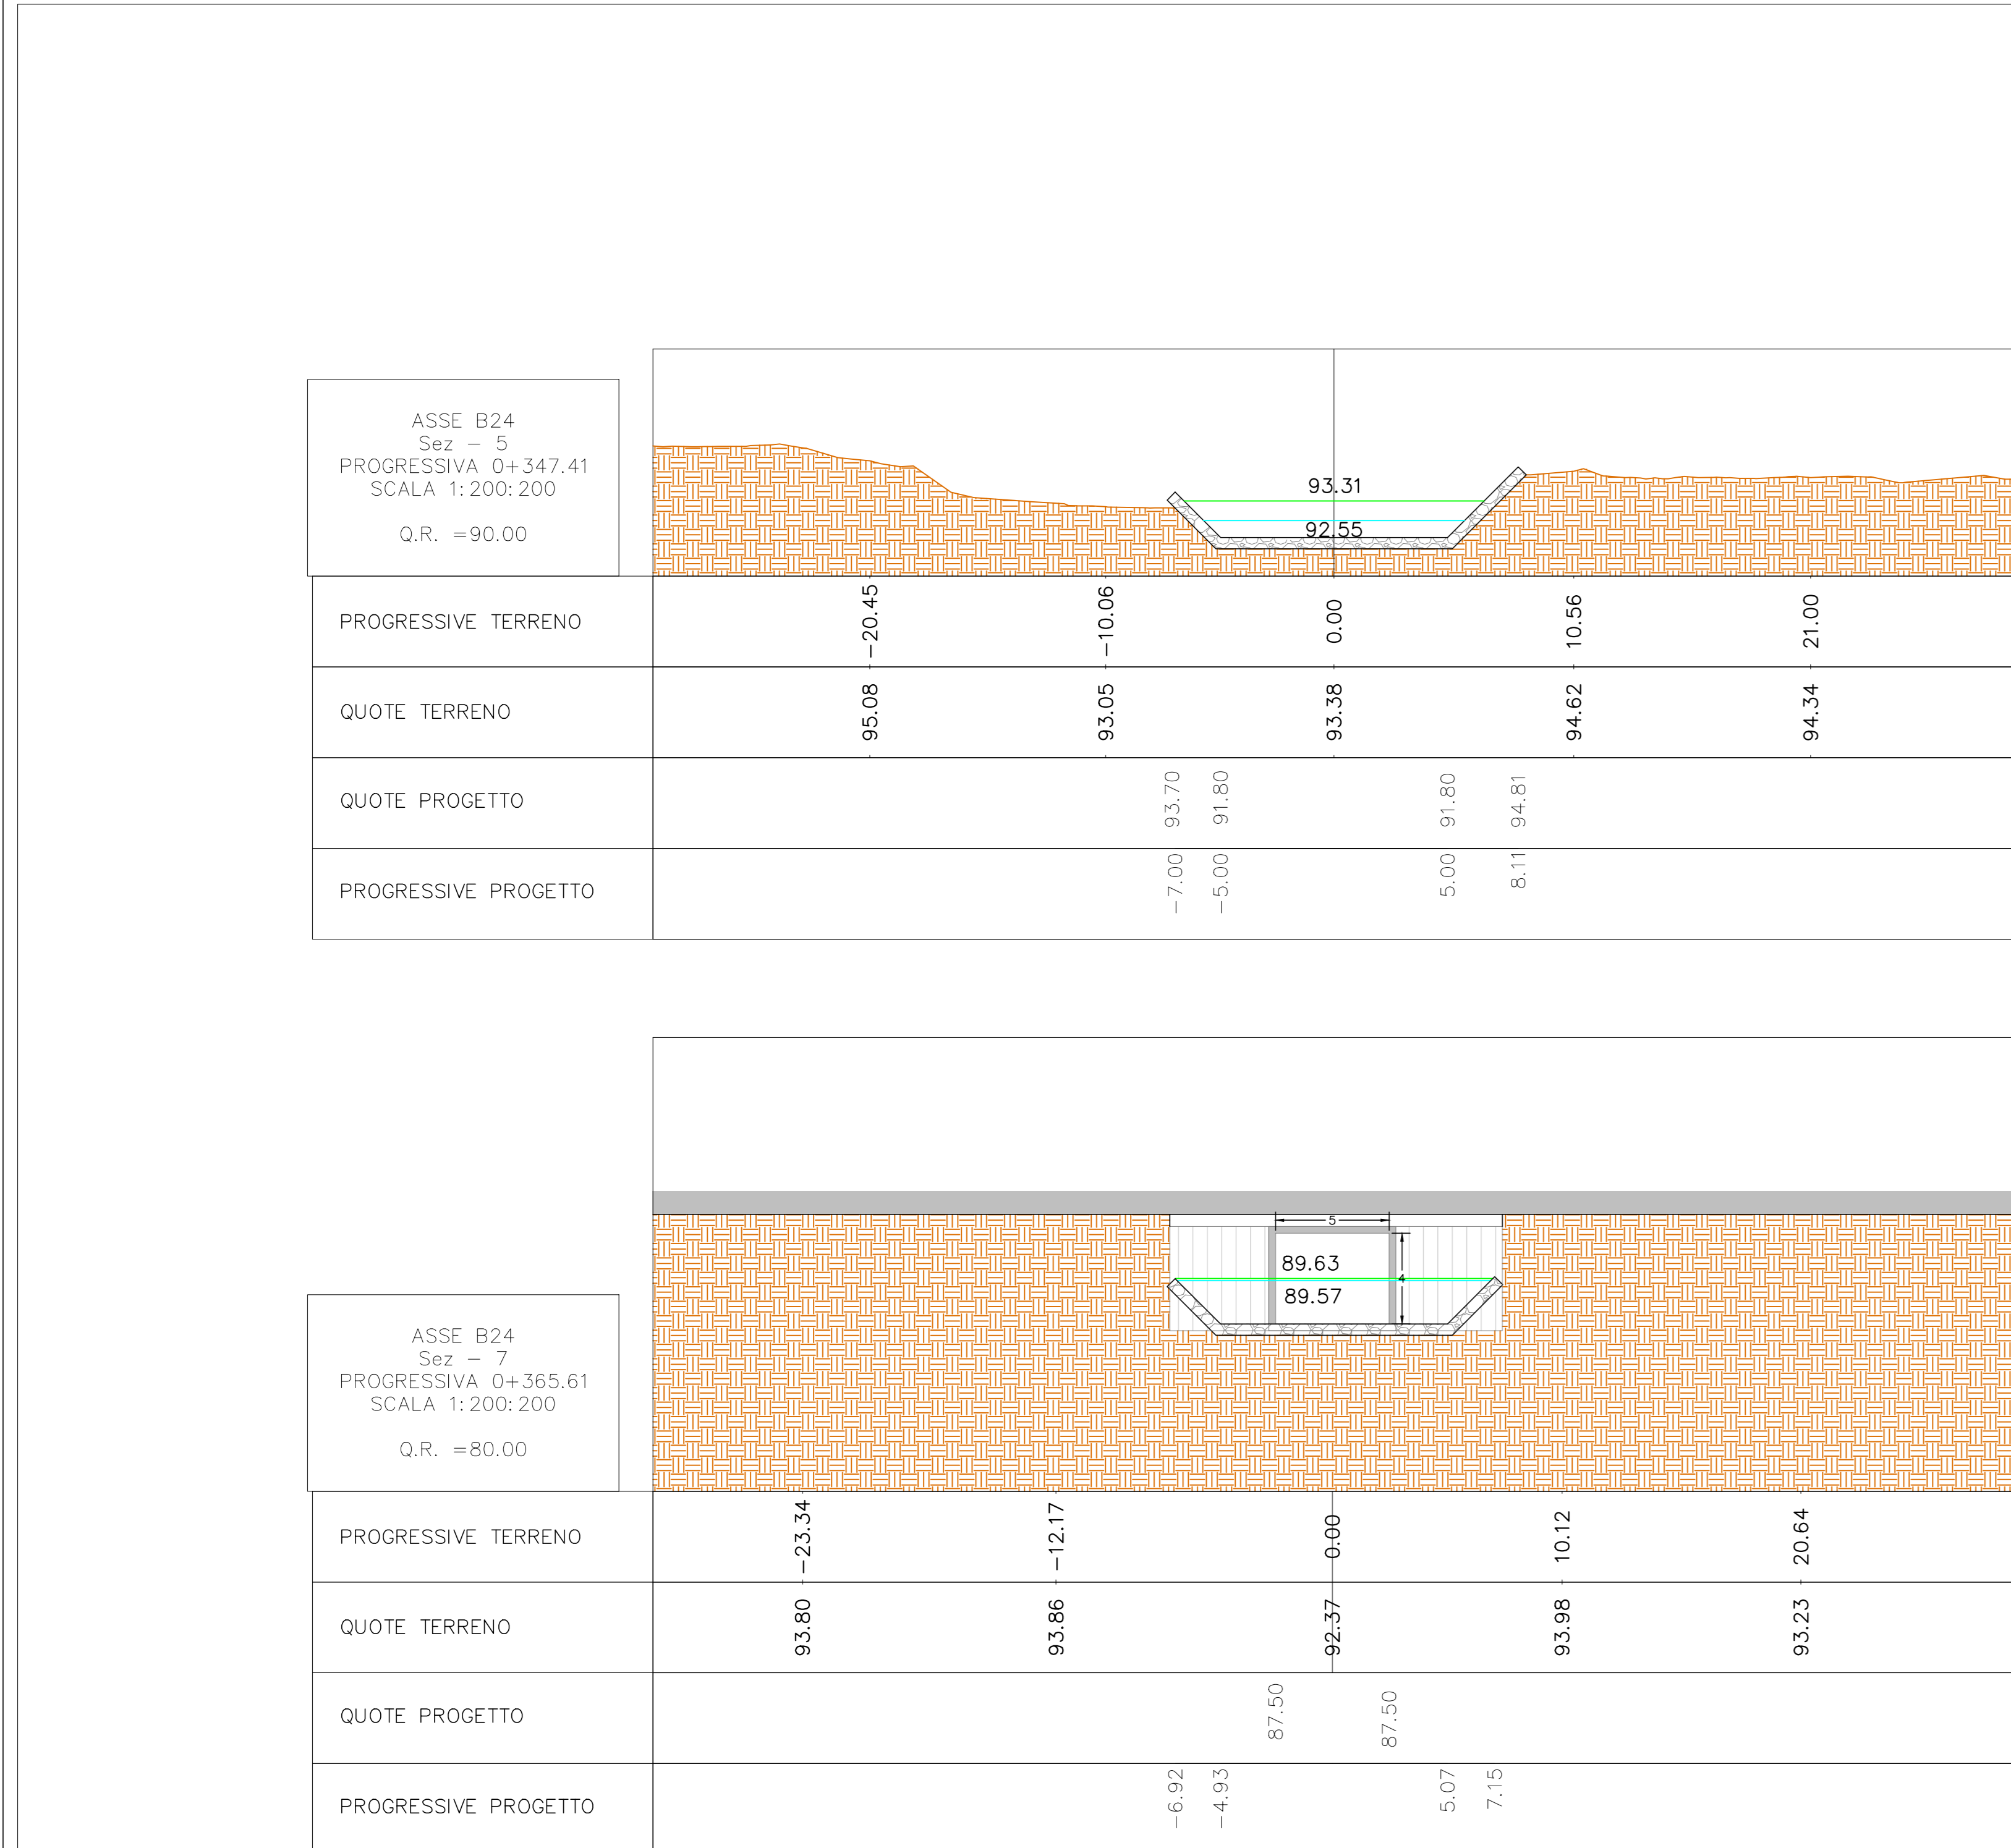 ASSE B24
Sez - 5
PROGRESSIVA 0+347.41
SCALA 1:200:200
Q.R. =90.00
93.31
92.55
PROGRESSIVE TERRENO
-20.45 -10.06 0.00 10.56 21.00
QUOTE TERRENO
95.08 93.05 93.38 94.62 94.34
QUOTE PROGETTO
93.70 91.80 91.80 94.81
PROGRESSIVE PROGETTO
-7.00 -5.00 5.00 8.11
ASSE B24
Sez - 7
PROGRESSIVA 0+365.61
SCALA 1:200:200
Q.R. =80.00
5
89.63
4
89.57
PROGRESSIVE TERRENO
-23.34 -12.17 0.00 10.12 20.64
QUOTE TERRENO
93.80 93.86 92.37 93.98 93.23
QUOTE PROGETTO
87.50 87.50
PROGRESSIVE PROGETTO
-6.92 -4.93 5.07 7.15